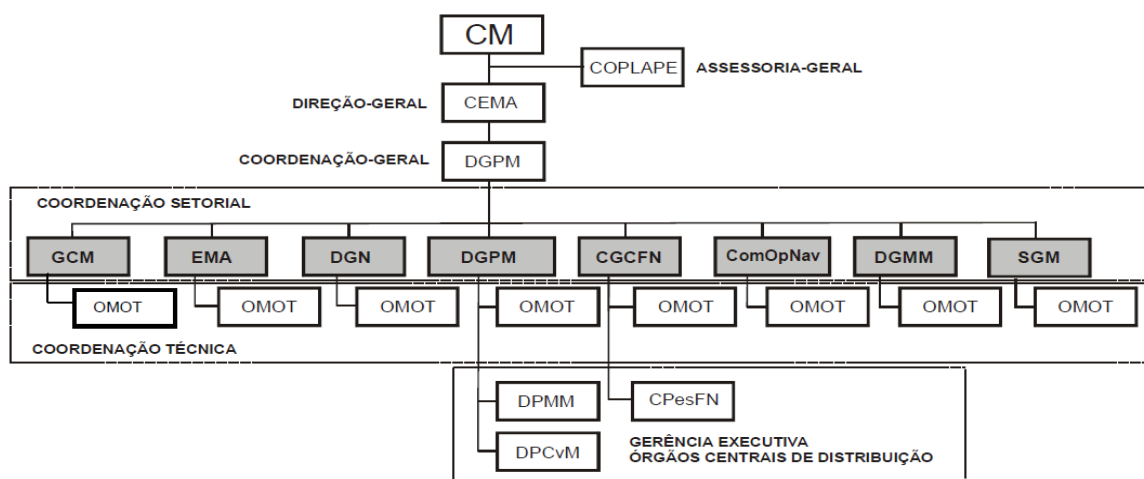 CM
COPLAPE
ASSESSORIA-GERAL
DIREÇÃO-GERAL
CEMA
COORDENAÇÃO-GERAL
DGPM
COORDENAÇÃO SETORIAL
GCM
EMA
DGN
DGPM
CGCFN
ComOpNav
DGMM
SGM
OMOT
OMOT
OMOT
OMOT
OMOT
OMOT
OMOT
OMOT
COORDENAÇÃO TÉCNICA
DPMM
CPesFN
DPCvM
GERÊNCIA EXECUTIVA
ÓRGÃOS CENTRAIS DE DISTRIBUIÇÃO